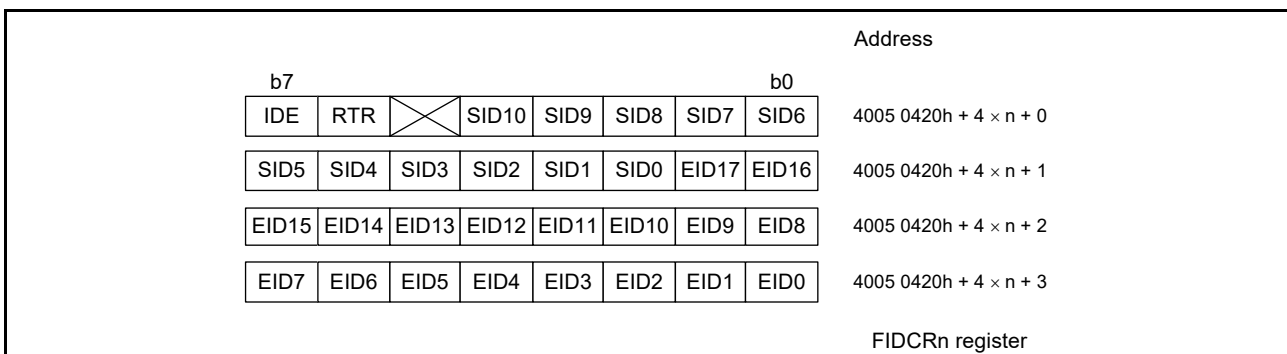 Address
b7 b0
IDE RTR SID10 SID9 SID8 SID7 SID6 4005 0420h + 4 × n + 0
SID5 SID4 SID3 SID2 SID1 SID0 EID17 EID16 4005 0420h + 4 × n + 1
EID15 EID14 EID13 EID12 EID11 EID10 EID9 EID8 4005 0420h + 4 × n + 2
EID7 EID6 EID5 EID4 EID3 EID2 EID1 EID0 4005 0420h + 4 × n + 3
FIDCRn register